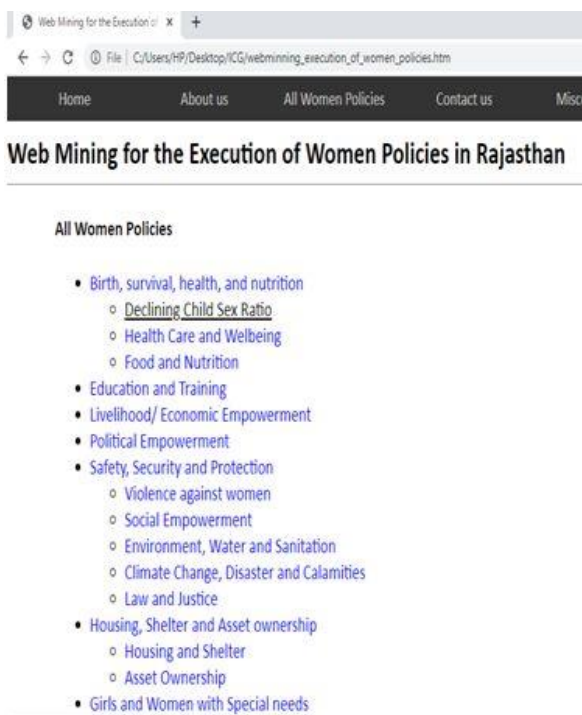 Web Mining for the Execution of
File | C:/Users/HP/Desktop/ICG/webminning_execution_of_women_policies.htm
Home About us All Women Policies Contact us Misc
Web Mining for the Execution of Women Policies in Rajasthan
All Women Policies
• Birth, survival, health, and nutrition
○ Declining Child Sex Ratio
○ Health Care and Welbeing
○ Food and Nutrition
• Education and Training
• Livelihood/ Economic Empowerment
• Political Empowerment
• Safety, Security and Protection
○ Violence against women
○ Social Empowerment
○ Environment, Water and Sanitation
○ Climate Change, Disaster and Calamities
○ Law and Justice
• Housing, Shelter and Asset ownership
○ Housing and Shelter
○ Asset Ownership
• Girls and Women with Special needs